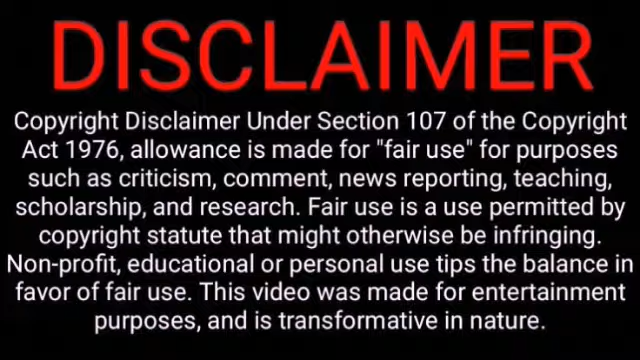 DISCLAIMER
Copyright Disclaimer Under Section 107 of the Copyright
Act 1976, allowance is made for "fair use" for purposes
such as criticism, comment, news reporting, teaching,
scholarship, and research. Fair use is a use permitted by
copyright statute that might otherwise be infringing.
Non-profit, educational or personal use tips the balance in
favor of fair use. This video was made for entertainment
purposes, and is transformative in nature.